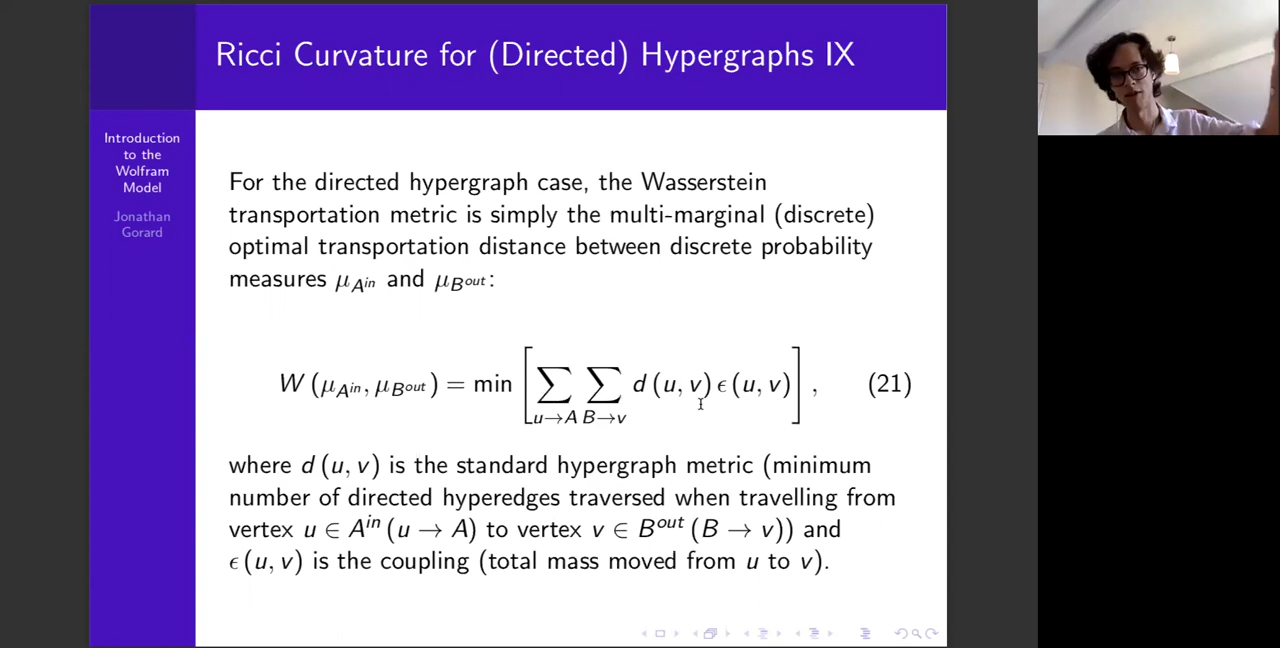 Ricci Curvature for (Directed) Hypergraphs IX
Introduction
to the
Wolfram
Model
Jonathan
Gorard
For the directed hypergraph case, the Wasserstein
transportation metric is simply the multi-marginal (discrete)
optimal transportation distance between discrete probability
measures μ_{A^{in}} and μ_{B^{out}}:
W (μ_{A^{in}}, μ_{B^{out}}) = min [ ∑_{u→A} ∑_{B→v} d (u, v) ϵ (u, v) ] , (21)
where d (u, v) is the standard hypergraph metric (minimum
number of directed hyperedges traversed when travelling from
vertex u ∈ A^{in} (u → A) to vertex v ∈ B^{out} (B → v)) and
ϵ (u, v) is the coupling (total mass moved from u to v).